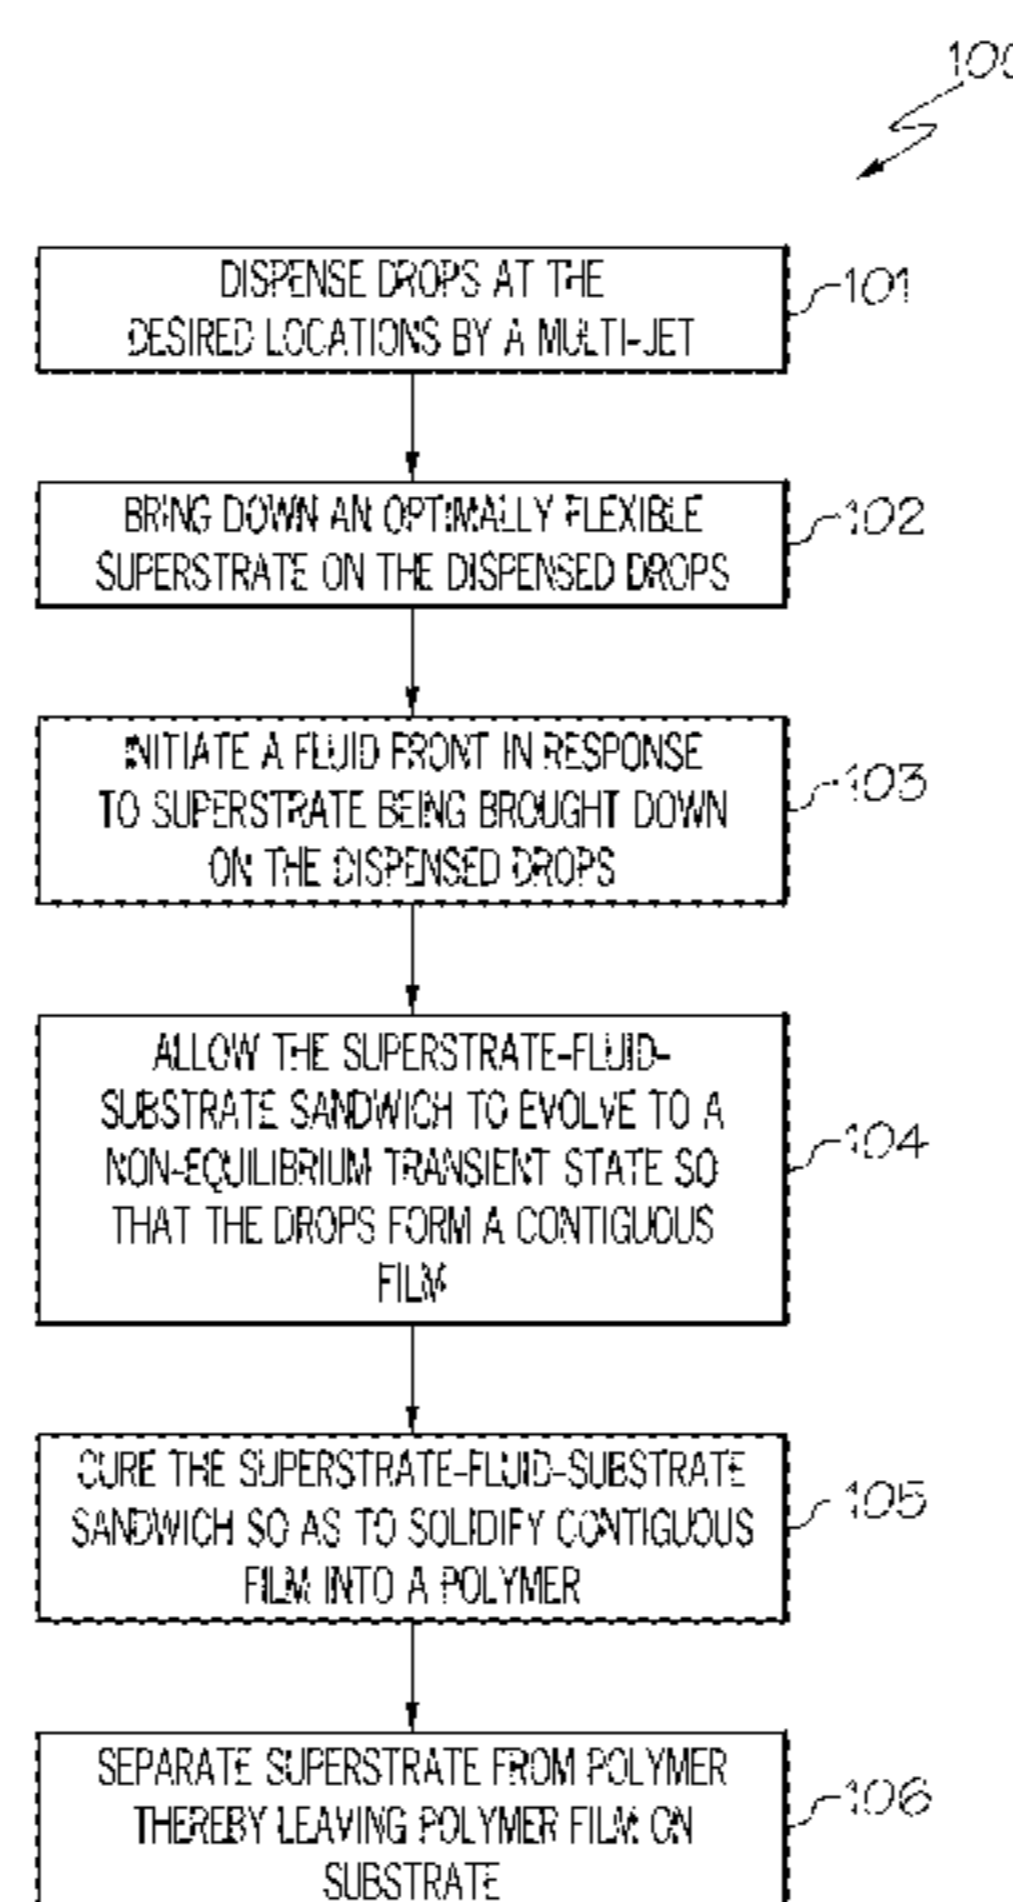 100
DISPENSE DROPS AT THE
DESIRED LOCATIONS BY A MULTI-JET
101
BRING DOWN AN OPTIMALLY FLEXIBLE
SUPERSTRATE ON THE DISPENSED DROPS
102
INITIATE A FLUID FRONT IN RESPONSE
TO SUPERSTRATE BEING BROUGHT DOWN
ON THE DISPENSED DROPS
103
ALLOW THE SUPERSTRATE-FLUID-
SUBSTRATE SANDWICH TO EVOLVE TO A
NON-EQUILIBRIUM TRANSIENT STATE SO
THAT THE DROPS FORM A CONTIGUOUS
FILM
104
CURE THE SUPERSTRATE-FLUID-SUBSTRATE
SANDWICH SO AS TO SOLIDIFY CONTIGUOUS
FILM INTO A POLYMER
105
SEPARATE SUPERSTRATE FROM POLYMER
THEREBY LEAVING POLYMER FILM ON
SUBSTRATE
106